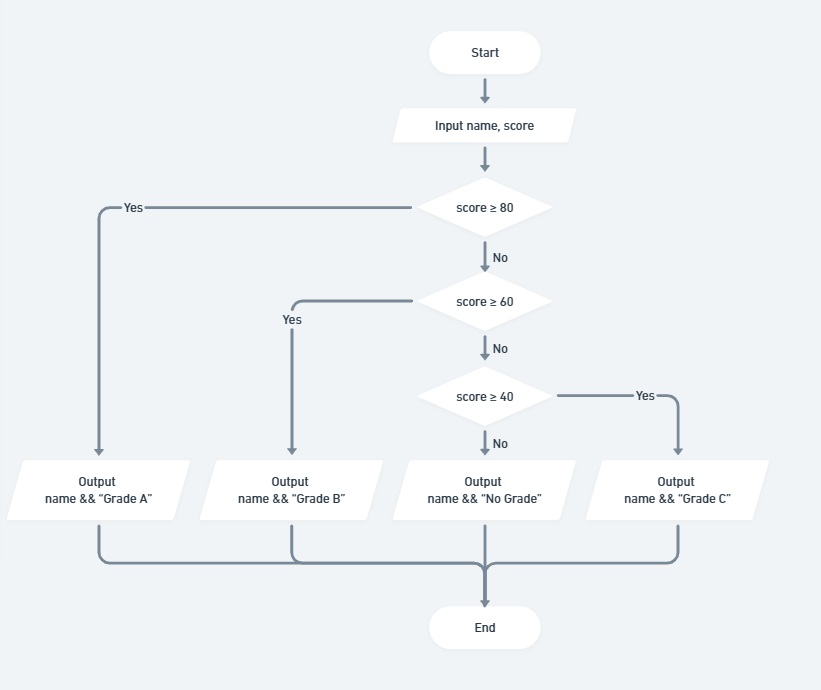 Start
Input name, score
score ≥ 80
Yes
No
score ≥ 60
Yes
No
score ≥ 40
Yes
No
Output
name && “Grade A”
Output
name && “Grade B”
Output
name && “No Grade”
Output
name && “Grade C”
End